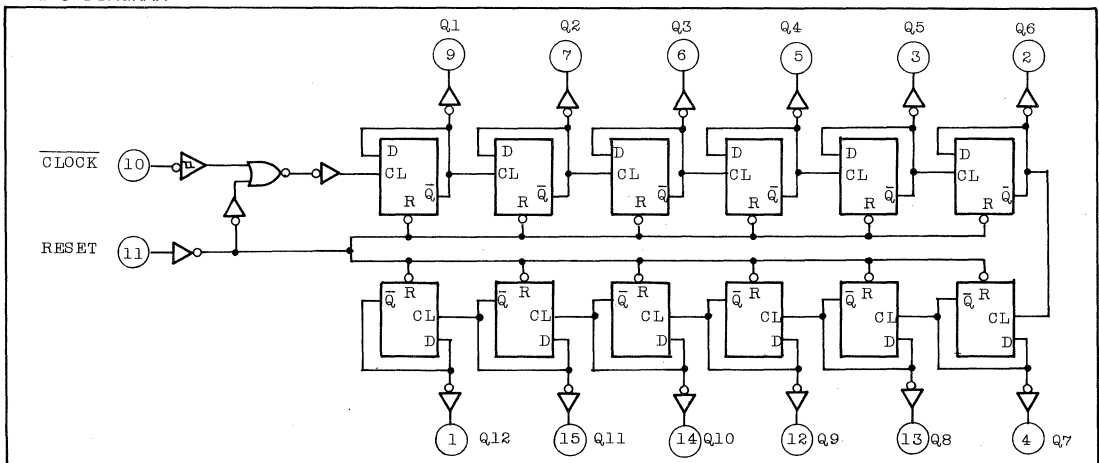 Q1 Q2 Q3 Q4 Q5 Q6
9 7 6 5 3 2
D D D D D D
CLOCK 10
CL CL CL CL CL CL
Q̅ Q̅ Q̅ Q̅ Q̅ Q̅
R R R R R R
RESET 11
R R R R R R
Q̅ Q̅ Q̅ Q̅ Q̅ Q̅
CL CL CL CL CL CL
D D D D D D
1 Q12 15 Q11 14 Q10 12 Q9 13 Q8 4 Q7